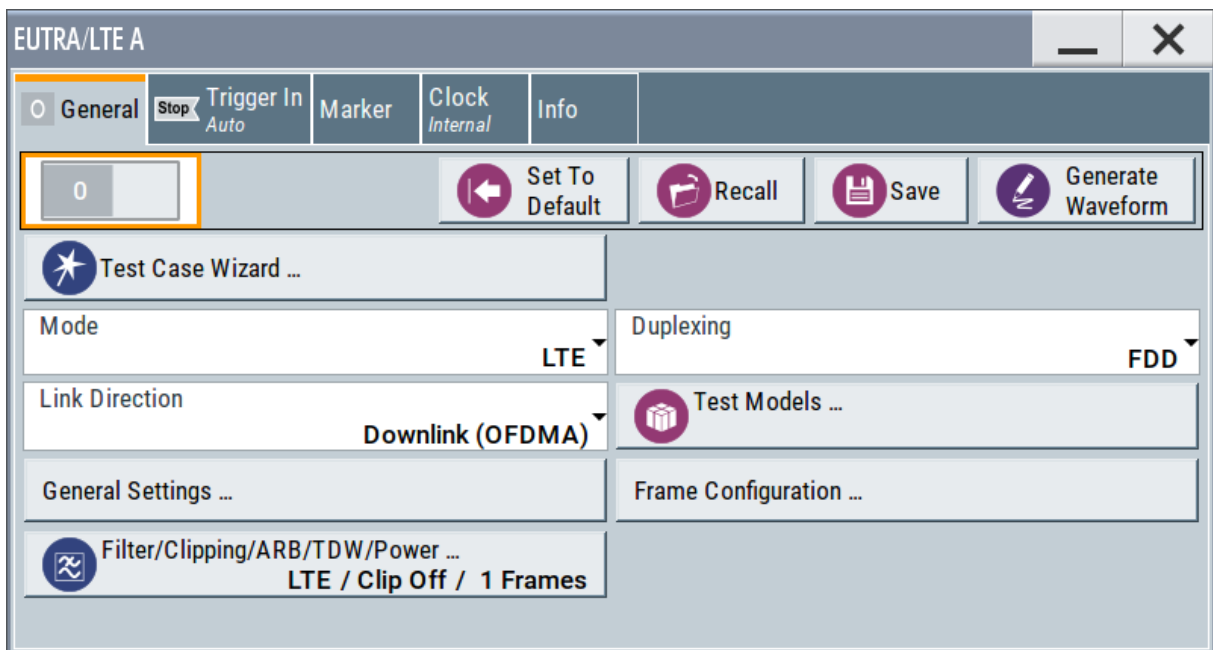 EUTRA/LTE A
0 General
Stop Trigger In
Auto
Marker
Clock
Internal
Info
0
Set To
Default
Recall
Save
Generate
Waveform
Test Case Wizard ...
Mode
LTE
Duplexing
FDD
Link Direction
Downlink (OFDMA)
Test Models ...
General Settings ...
Frame Configuration ...
Filter/Clipping/ARB/TDW/Power ...
LTE / Clip Off / 1 Frames